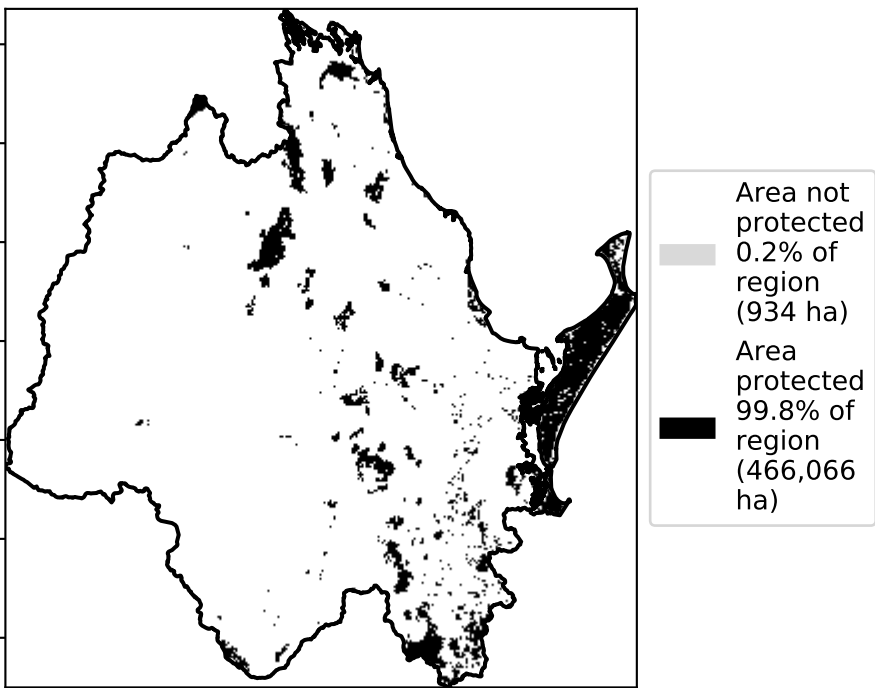 Area not
protected
0.2% of
region
(934 ha)
Area
protected
99.8% of
region
(466,066
ha)